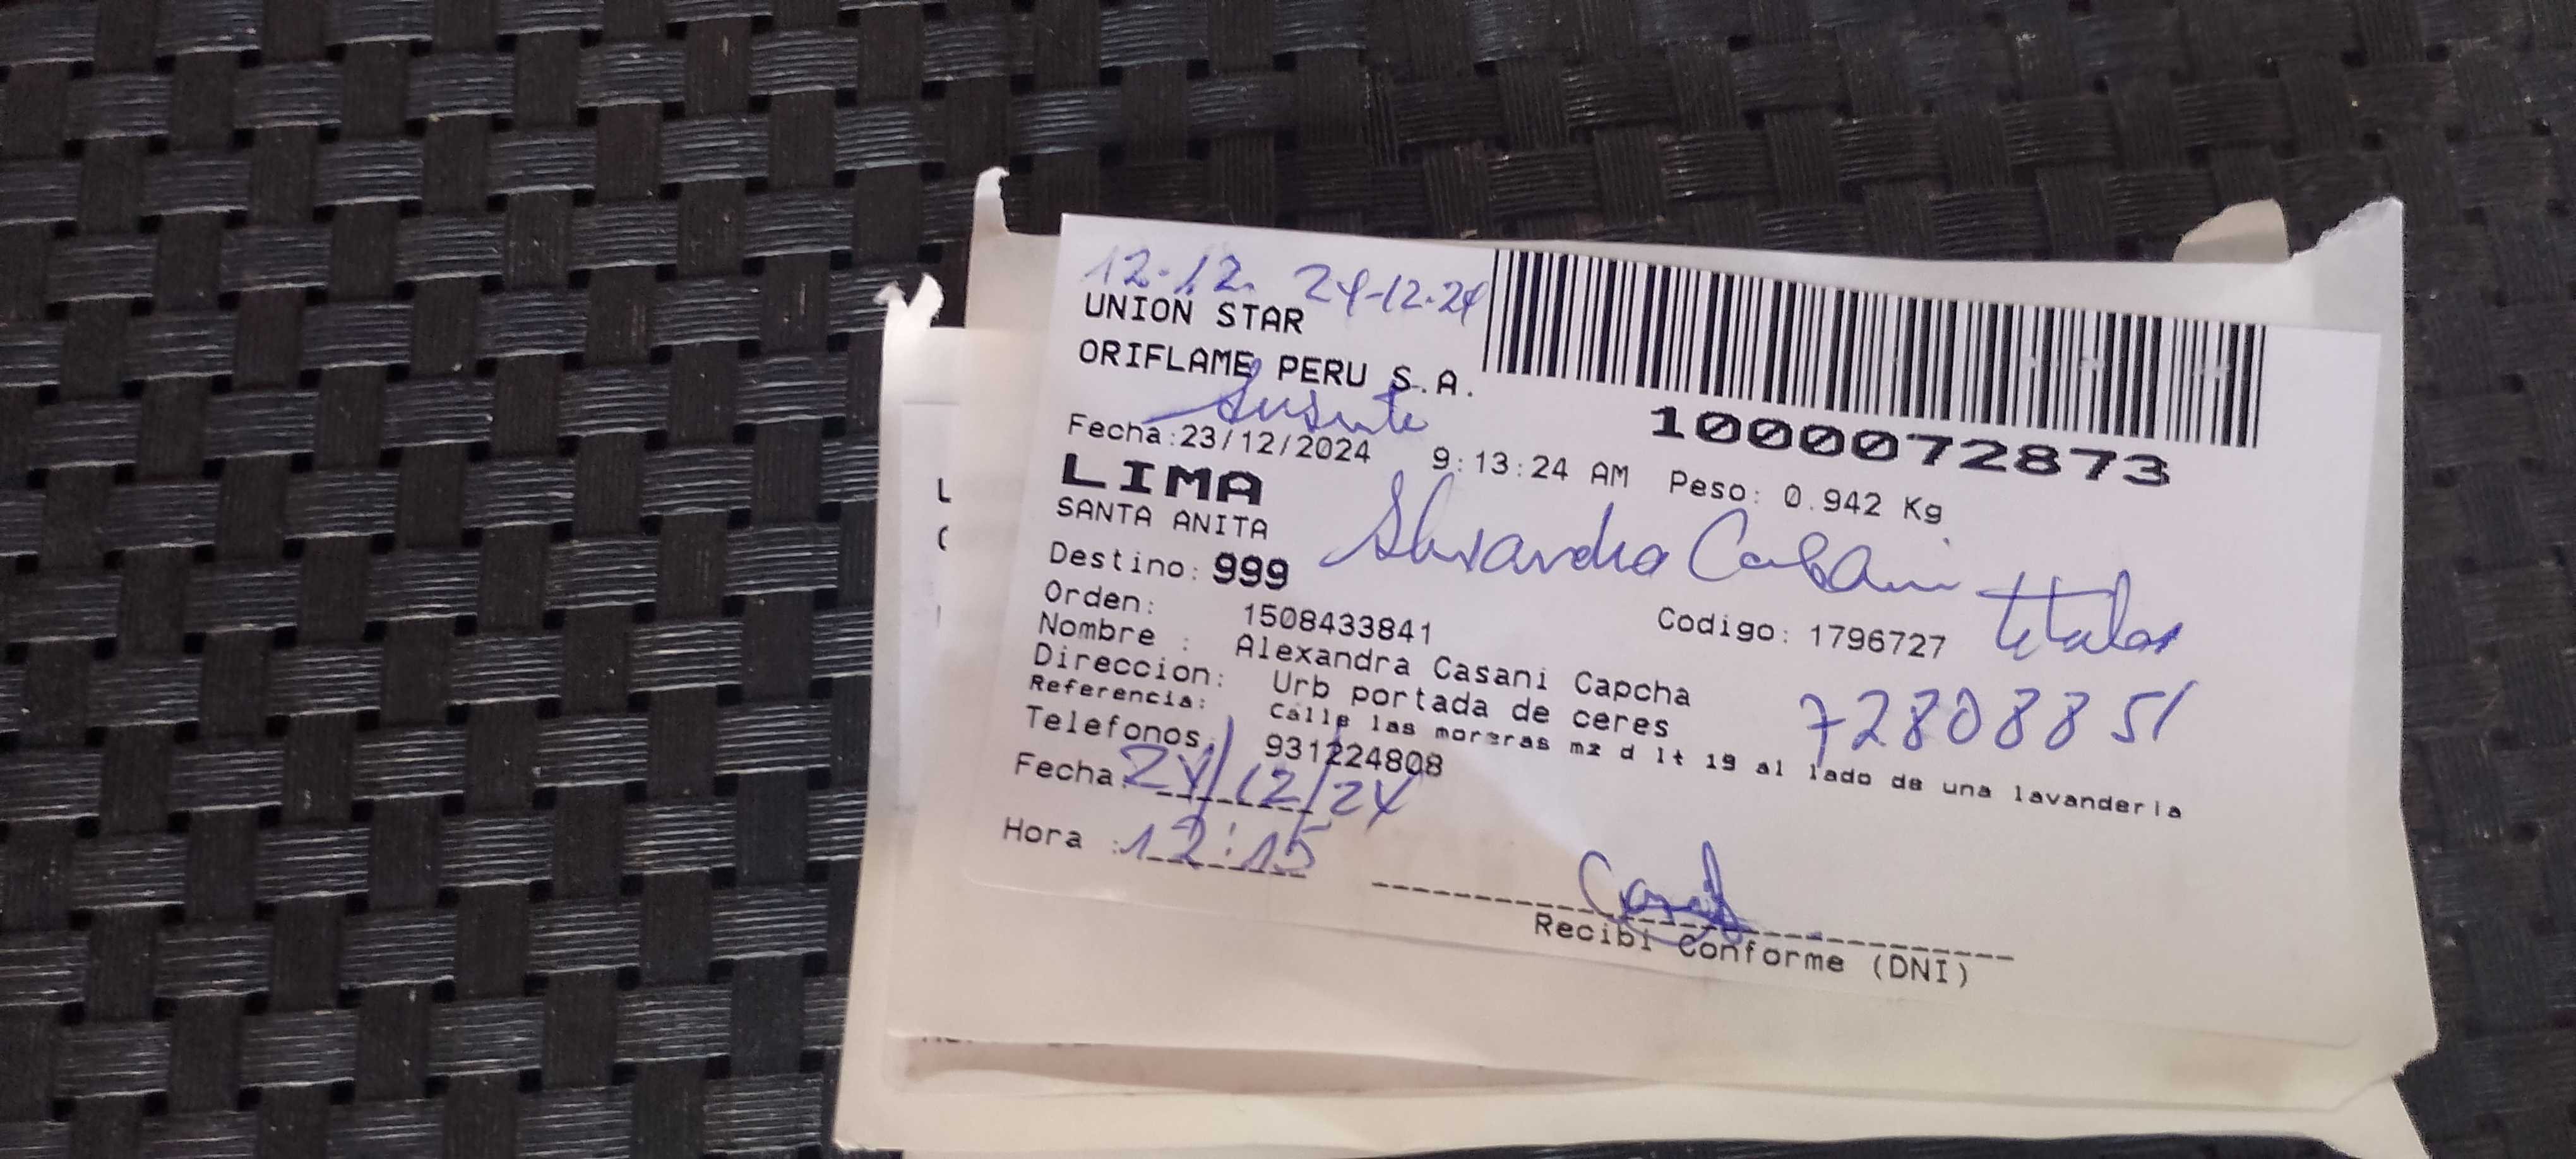 12.12. 24-12-24
UNION STAR
ORIFLAME PERU S.A.
1000072873
Fecha:23/12/2024 9:13:24 AM Peso: 0.942 Kg
LIMA
SANTA ANITA
Casani
Destino: 999
titular
Orden: 1508433841 Codigo: 1796727
Nombre : Alexandra Casani Capcha
72808851
Direccion: Urb portada de ceres
Referencia: Calle las moreras mz d lt 19 al lado de una lavanderia
Telefonos 931224808
Fecha: 24/12/24
Hora : 12:15
Recibi Conforme (DNI)